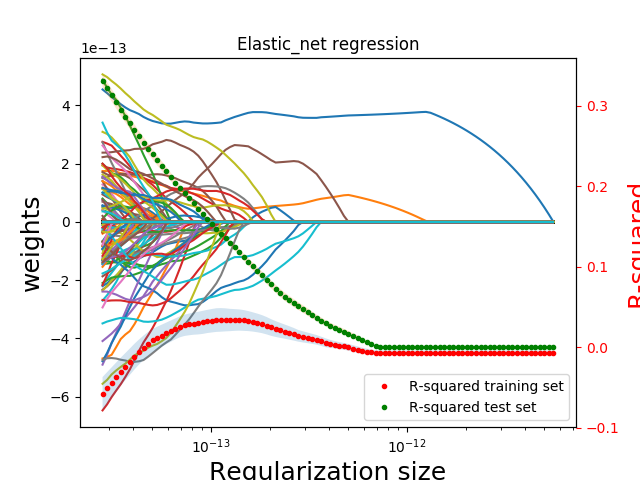 Elastic_net regression
1e−13
4
2
0
−2
−4
−6
weights
0.3
0.2
0.1
0.0
−0.1
R-squared
R-squared training set
R-squared test set
10⁻¹³
10⁻¹²
Regularization size